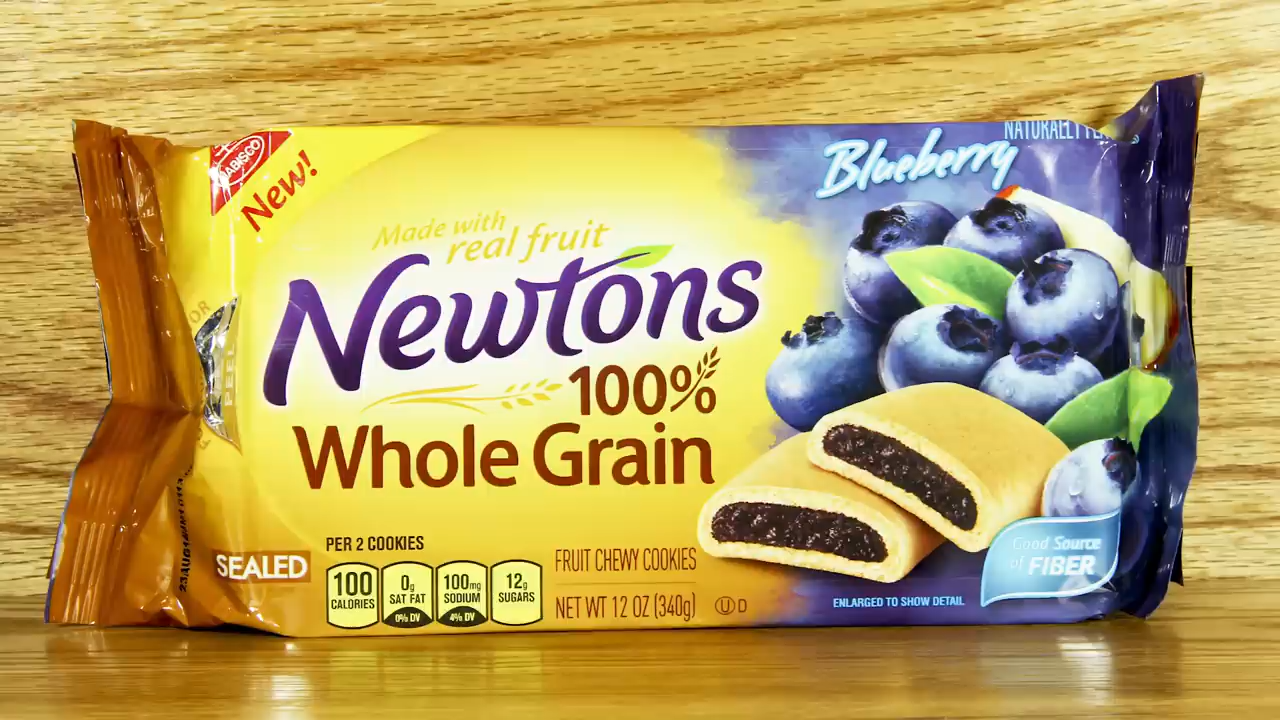 NABISCO
New!
Made with
real fruit
Newtons
100%
Whole Grain
Blueberry
PEEL
SEALED
PER 2 COOKIES
100
CALORIES
0g
SAT FAT
0% DV
100mg
SODIUM
4% DV
12g
SUGARS
FRUIT CHEWY COOKIES
NET WT 12 OZ (340g)
U D
ENLARGED TO SHOW DETAIL
Good Source
of FIBER